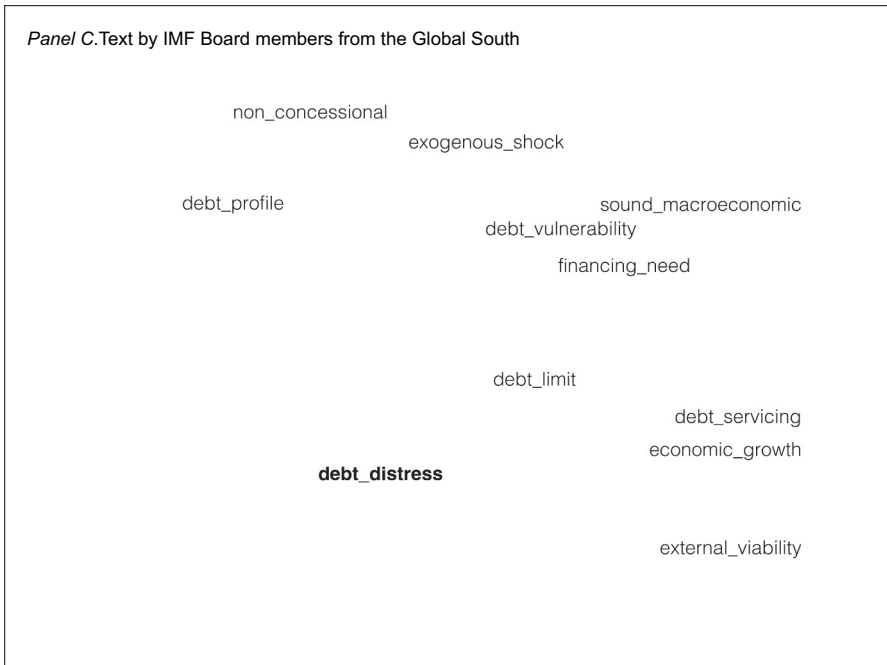 Panel C.Text by IMF Board members from the Global South
non_concessional
exogenous_shock
debt_profile
sound_macroeconomic
debt_vulnerability
financing_need
debt_limit
debt_servicing
economic_growth
debt_distress
external_viability